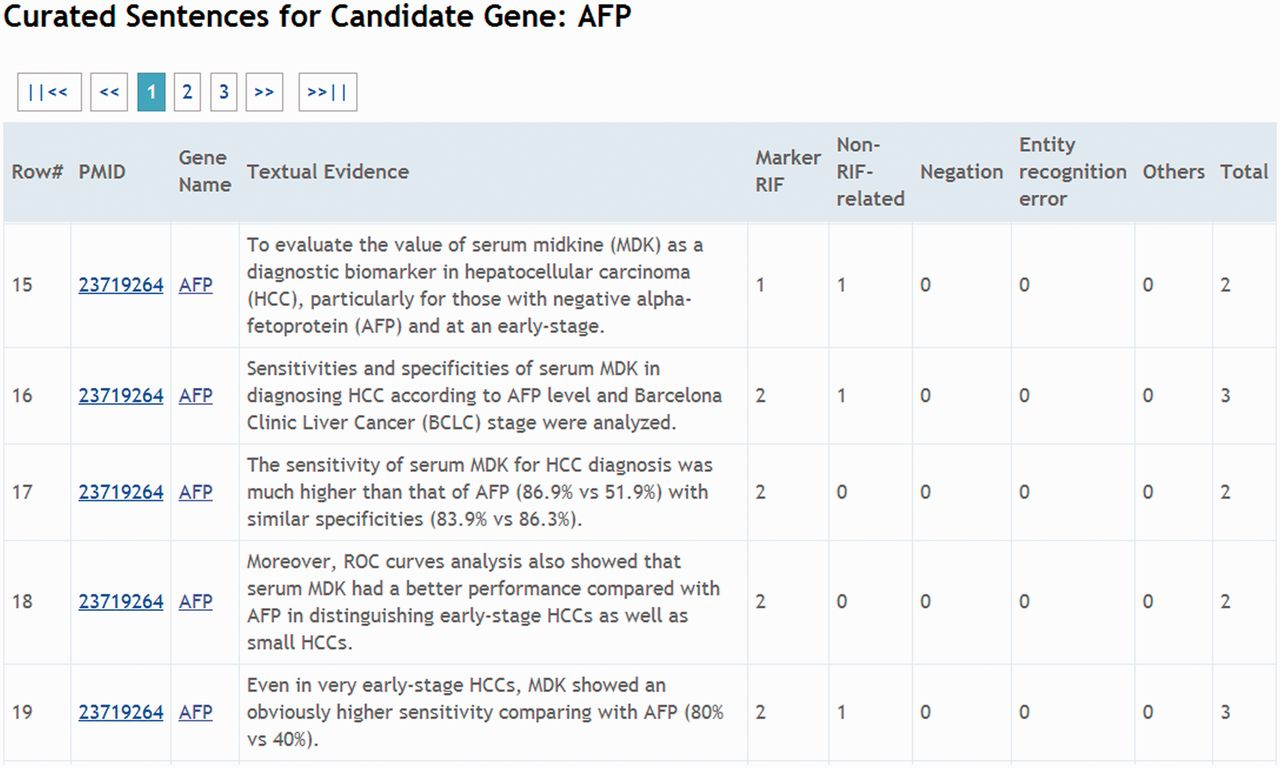 Curated Sentences for Candidate Gene: AFP
||<< << 1 2 3 >> >>||
Row# PMID Gene Name Textual Evidence Marker RIF Non-RIF-related Negation Entity recognition error Others Total
15 23719264 AFP To evaluate the value of serum midkine (MDK) as a
diagnostic biomarker in hepatocellular carcinoma
(HCC), particularly for those with negative alpha-
fetoprotein (AFP) and at an early-stage. 1 1 0 0 0 2
16 23719264 AFP Sensitivities and specificities of serum MDK in
diagnosing HCC according to AFP level and Barcelona
Clinic Liver Cancer (BCLC) stage were analyzed. 2 1 0 0 0 3
17 23719264 AFP The sensitivity of serum MDK for HCC diagnosis was
much higher than that of AFP (86.9% vs 51.9%) with
similar specificities (83.9% vs 86.3%). 2 0 0 0 0 2
18 23719264 AFP Moreover, ROC curves analysis also showed that
serum MDK had a better performance compared with
AFP in distinguishing early-stage HCCs as well as
small HCCs. 2 0 0 0 0 2
19 23719264 AFP Even in very early-stage HCCs, MDK showed an
obviously higher sensitivity comparing with AFP (80%
vs 40%). 2 1 0 0 0 3